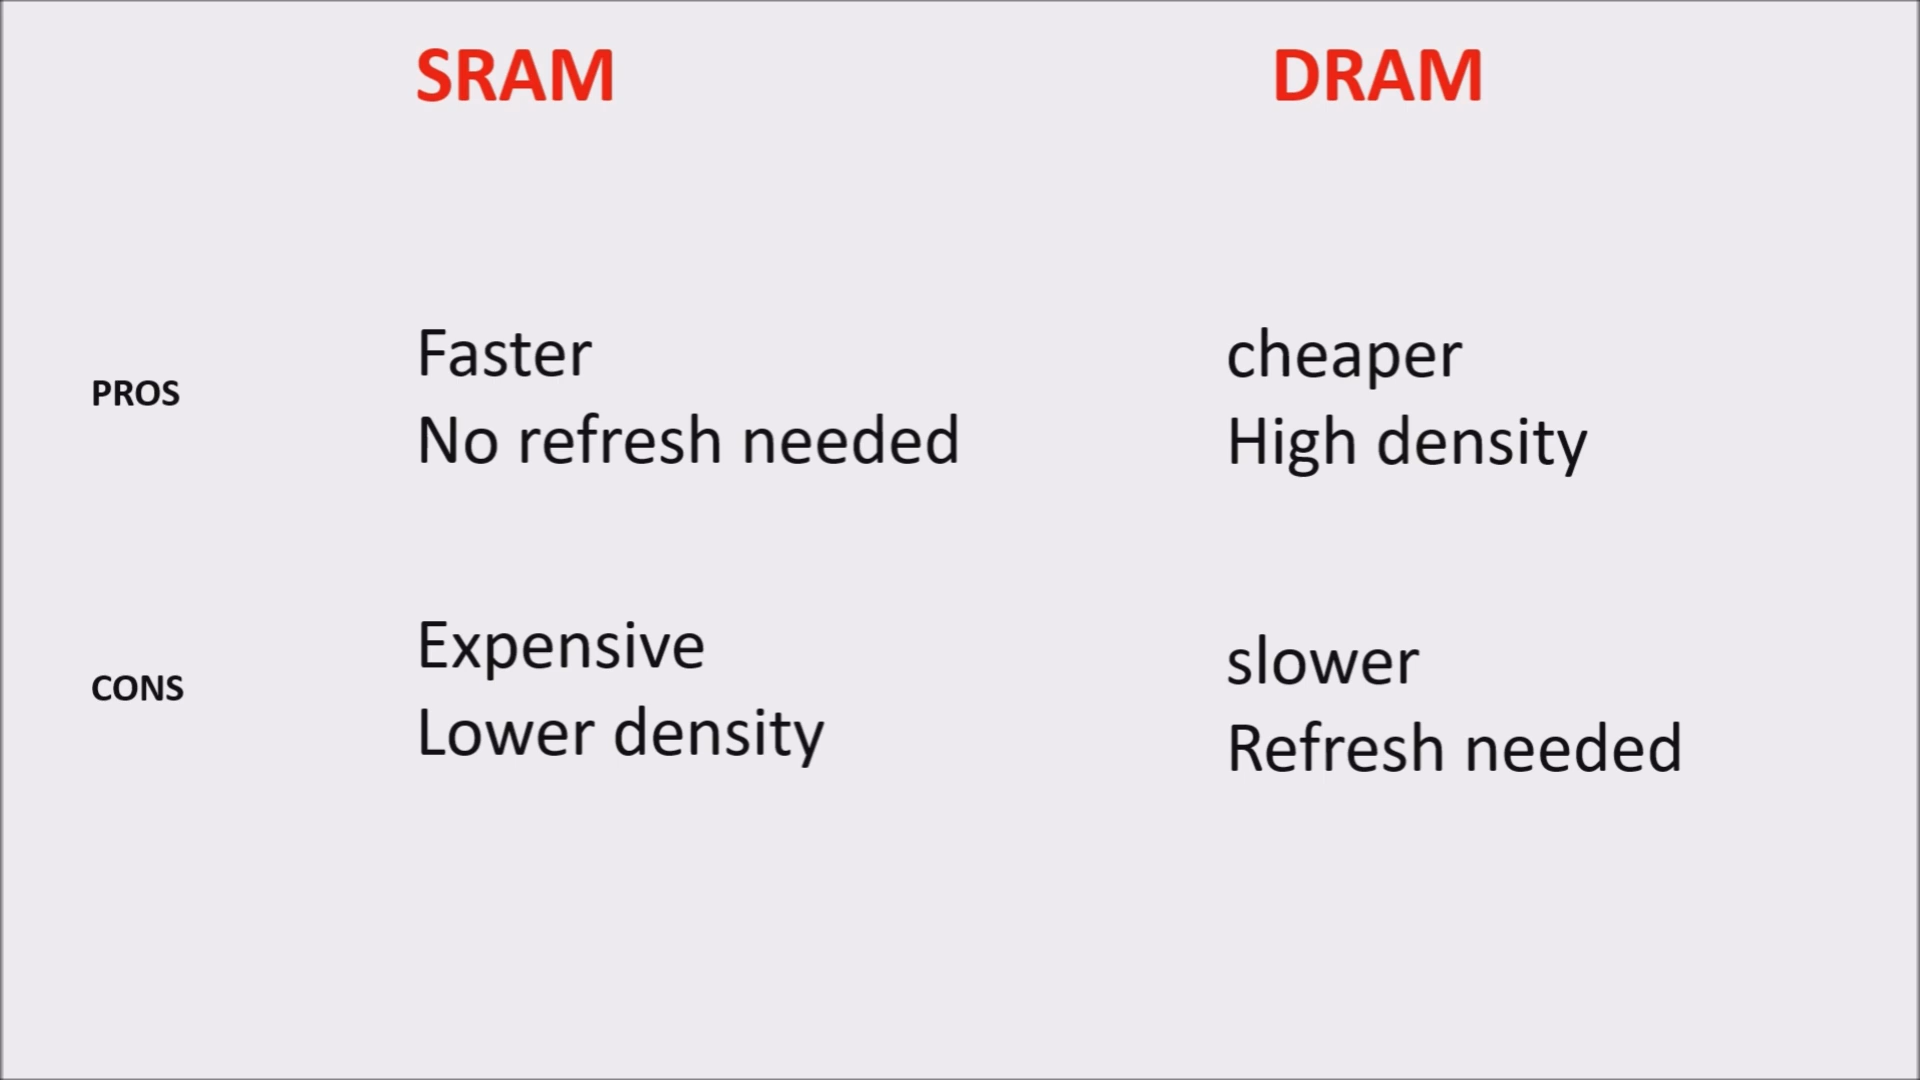 SRAM
DRAM
PROS
Faster
No refresh needed
cheaper
High density
CONS
Expensive
Lower density
slower
Refresh needed